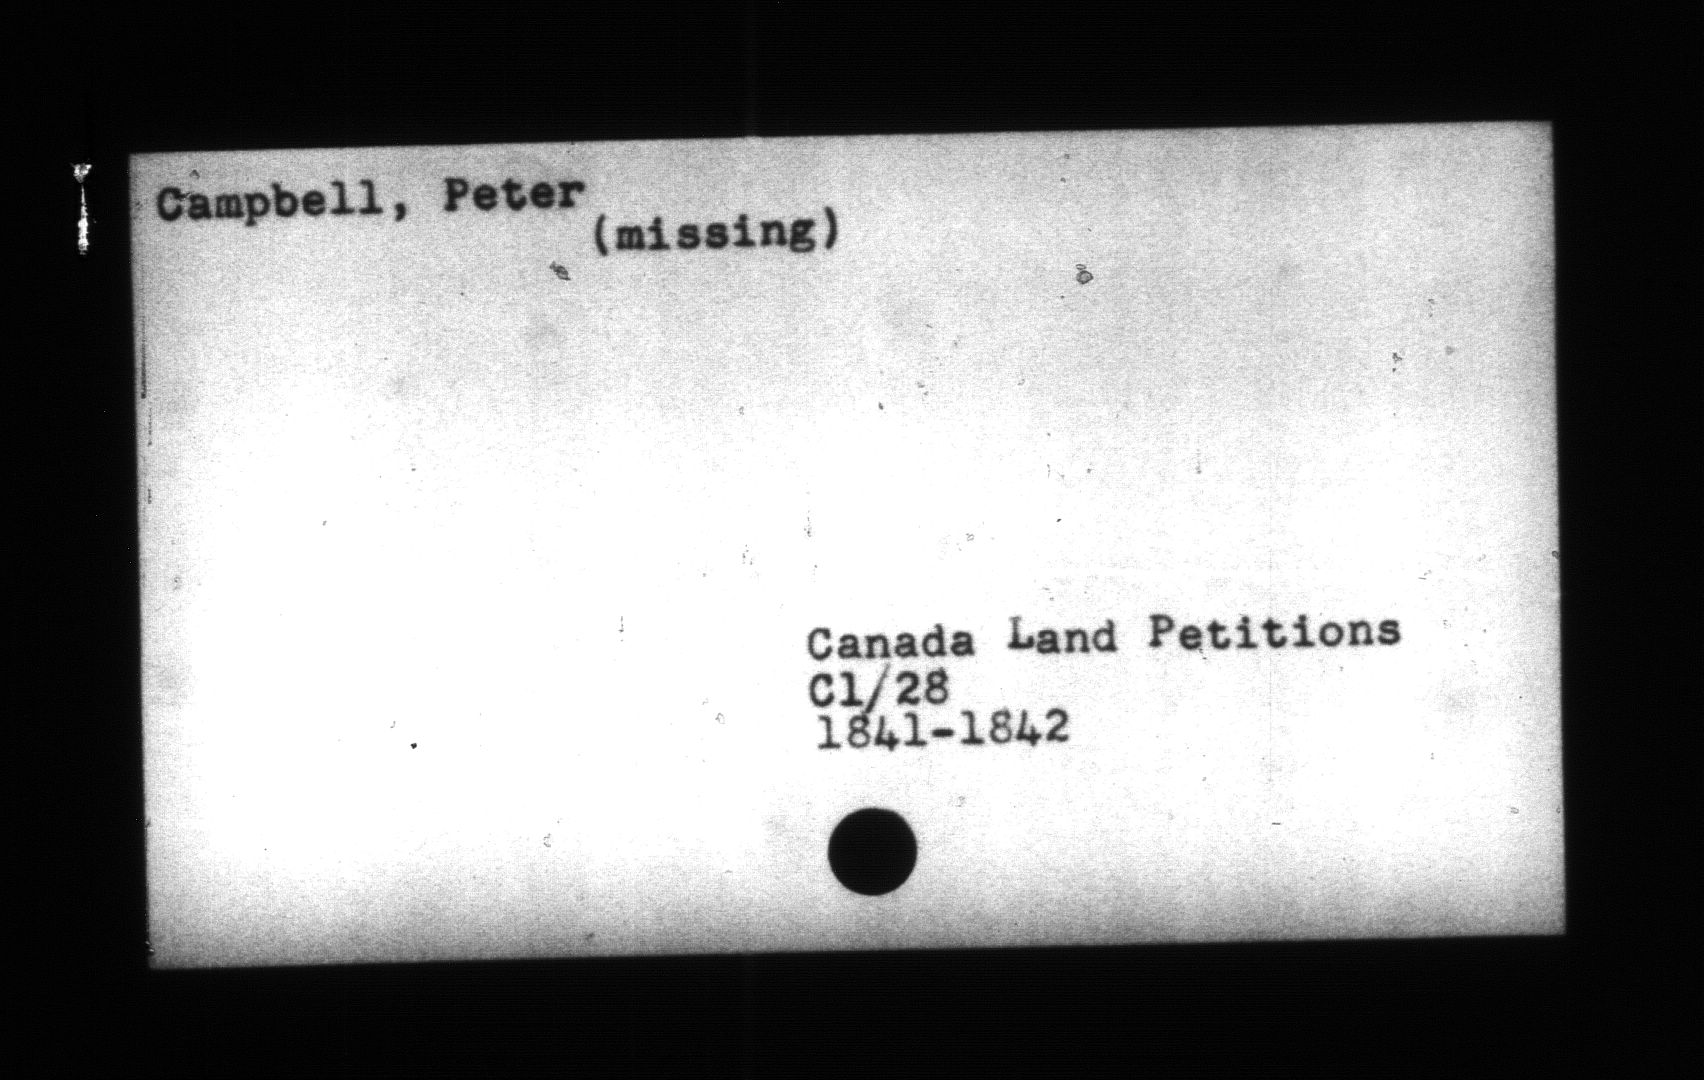 Campbell, Peter
(missing)
Canada Land Petitions
C1/28
1841-1842